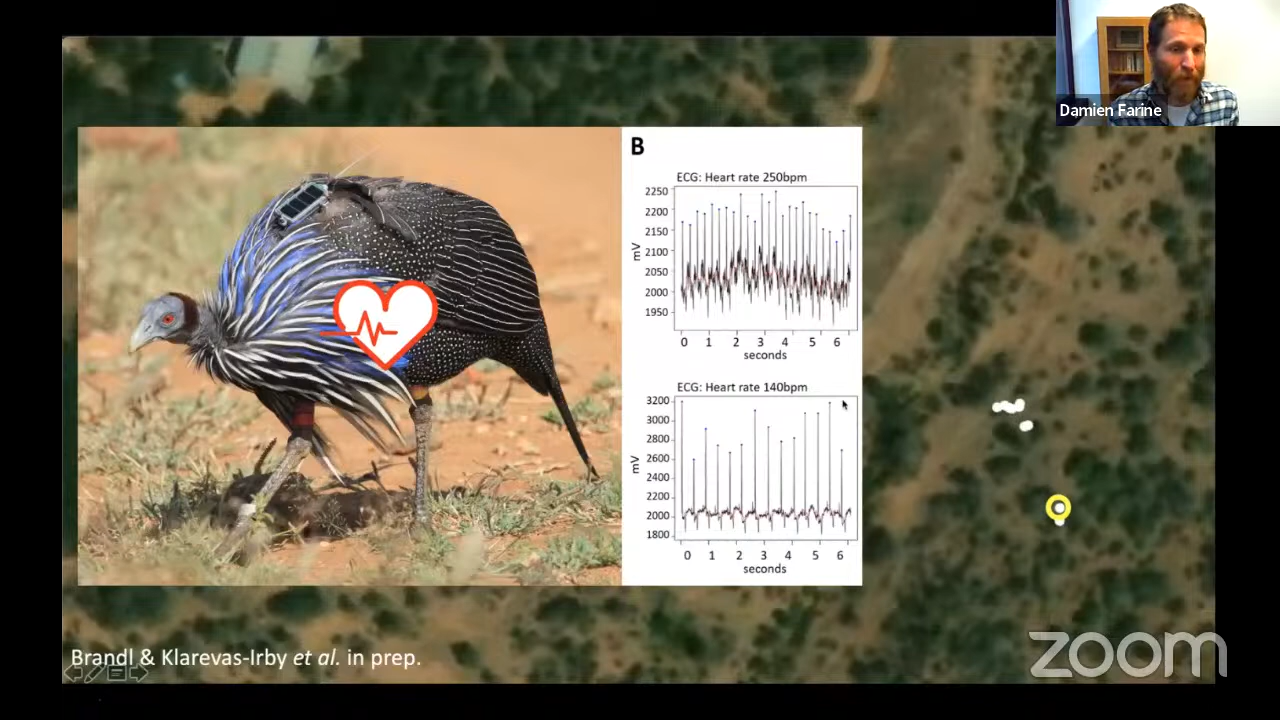 Damien Farine
B
ECG: Heart rate 250bpm
2250
2200
2150
2100
2050
2000
1950
mV
0 1 2 3 4 5 6
seconds
ECG: Heart rate 140bpm
3200
3000
2800
2600
2400
2200
2000
1800
mV
0 1 2 3 4 5 6
seconds
Brandl & Klarevas-Irby et al. in prep.
zoom